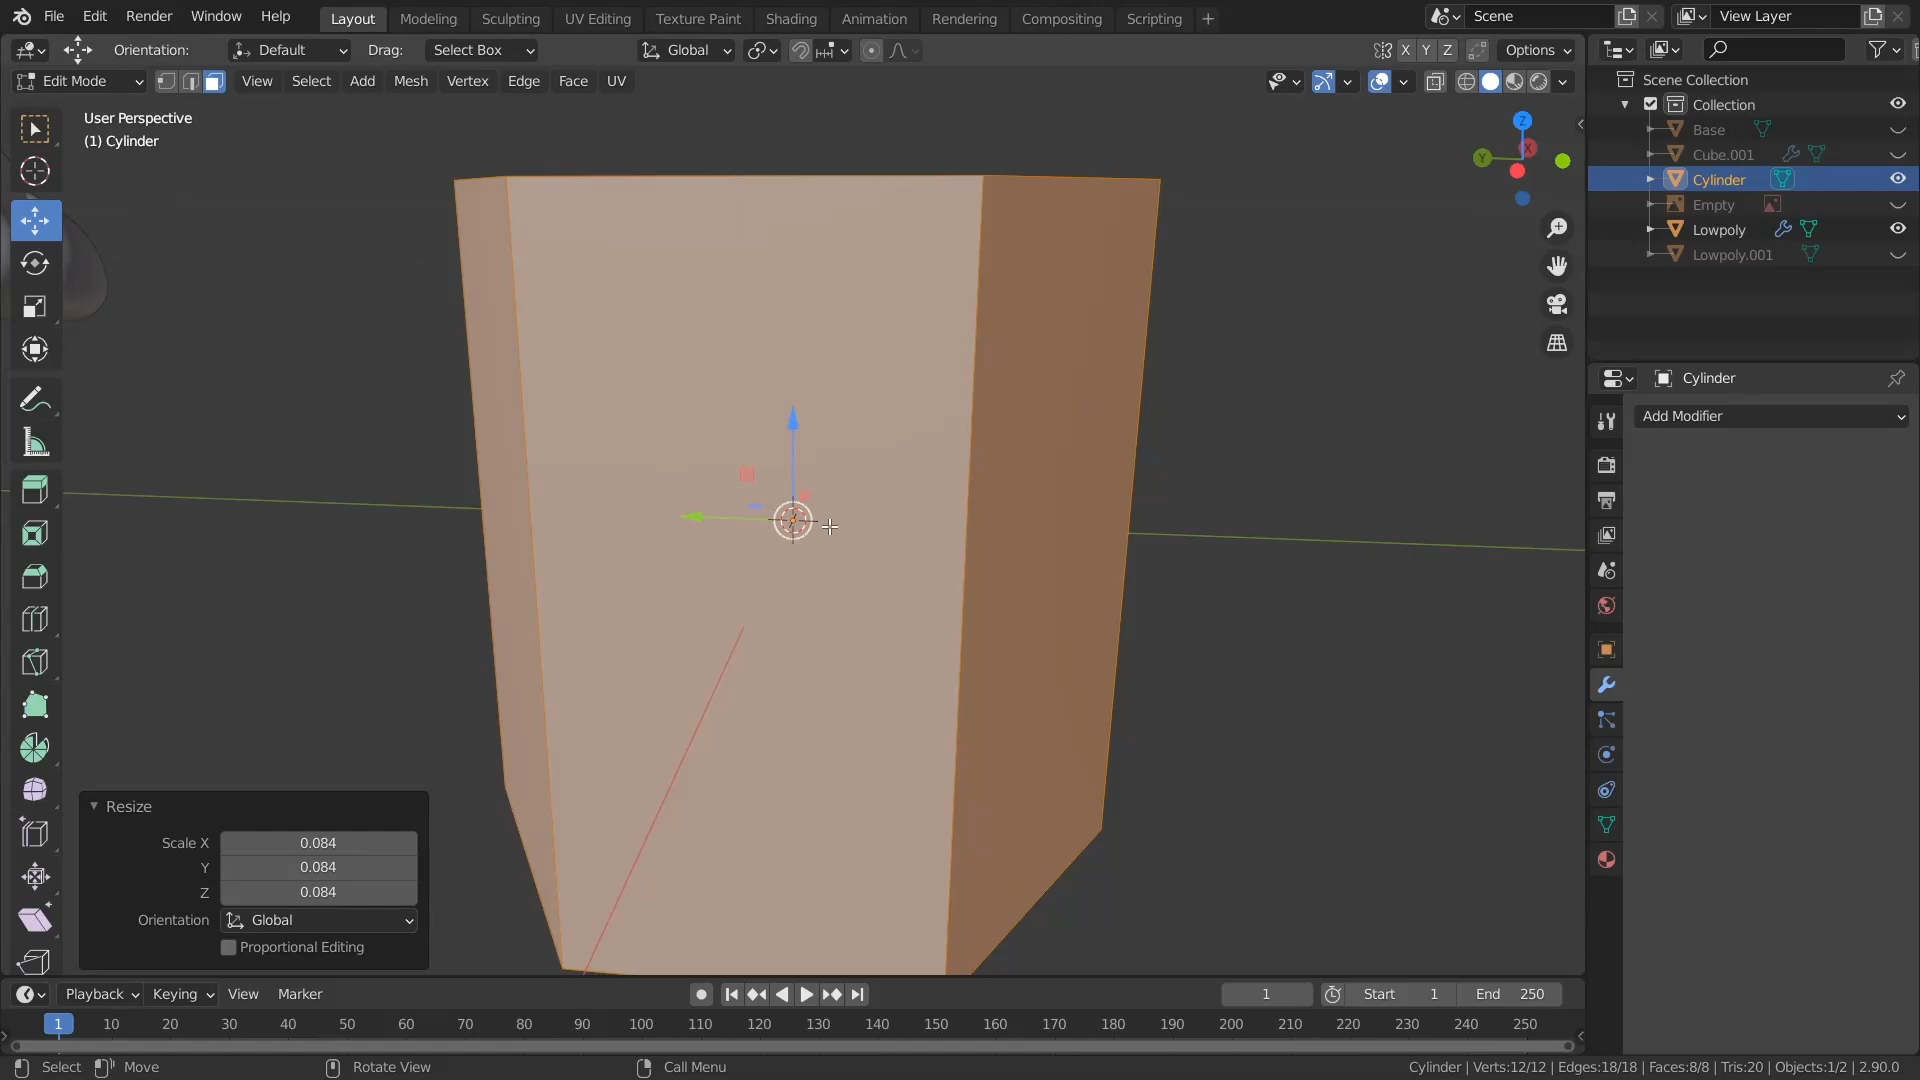 File Edit Render Window Help Layout Modeling Sculpting UV Editing Texture Paint Shading Animation Rendering Compositing Scripting + Scene View Layer
Orientation: Default Drag: Select Box Global X Y Z Options
Edit Mode View Select Add Mesh Vertex Edge Face UV
User Perspective
(1) Cylinder
Z
Y
X
Scene Collection
Collection
Base
Cube.001
Cylinder
Empty
Lowpoly
Lowpoly.001
Cylinder
Add Modifier
Resize
Scale X 0.084
Y 0.084
Z 0.084
Orientation Global
Proportional Editing
Playback Keying View Marker 1 Start 1 End 250
1 10 20 30 40 50 60 70 80 90 100 110 120 130 140 150 160 170 180 190 200 210 220 230 240 250
Select Move Rotate View Call Menu Cylinder | Verts:12/12 | Edges:18/18 | Faces:8/8 | Tris:20 | Objects:1/2 | 2.90.0